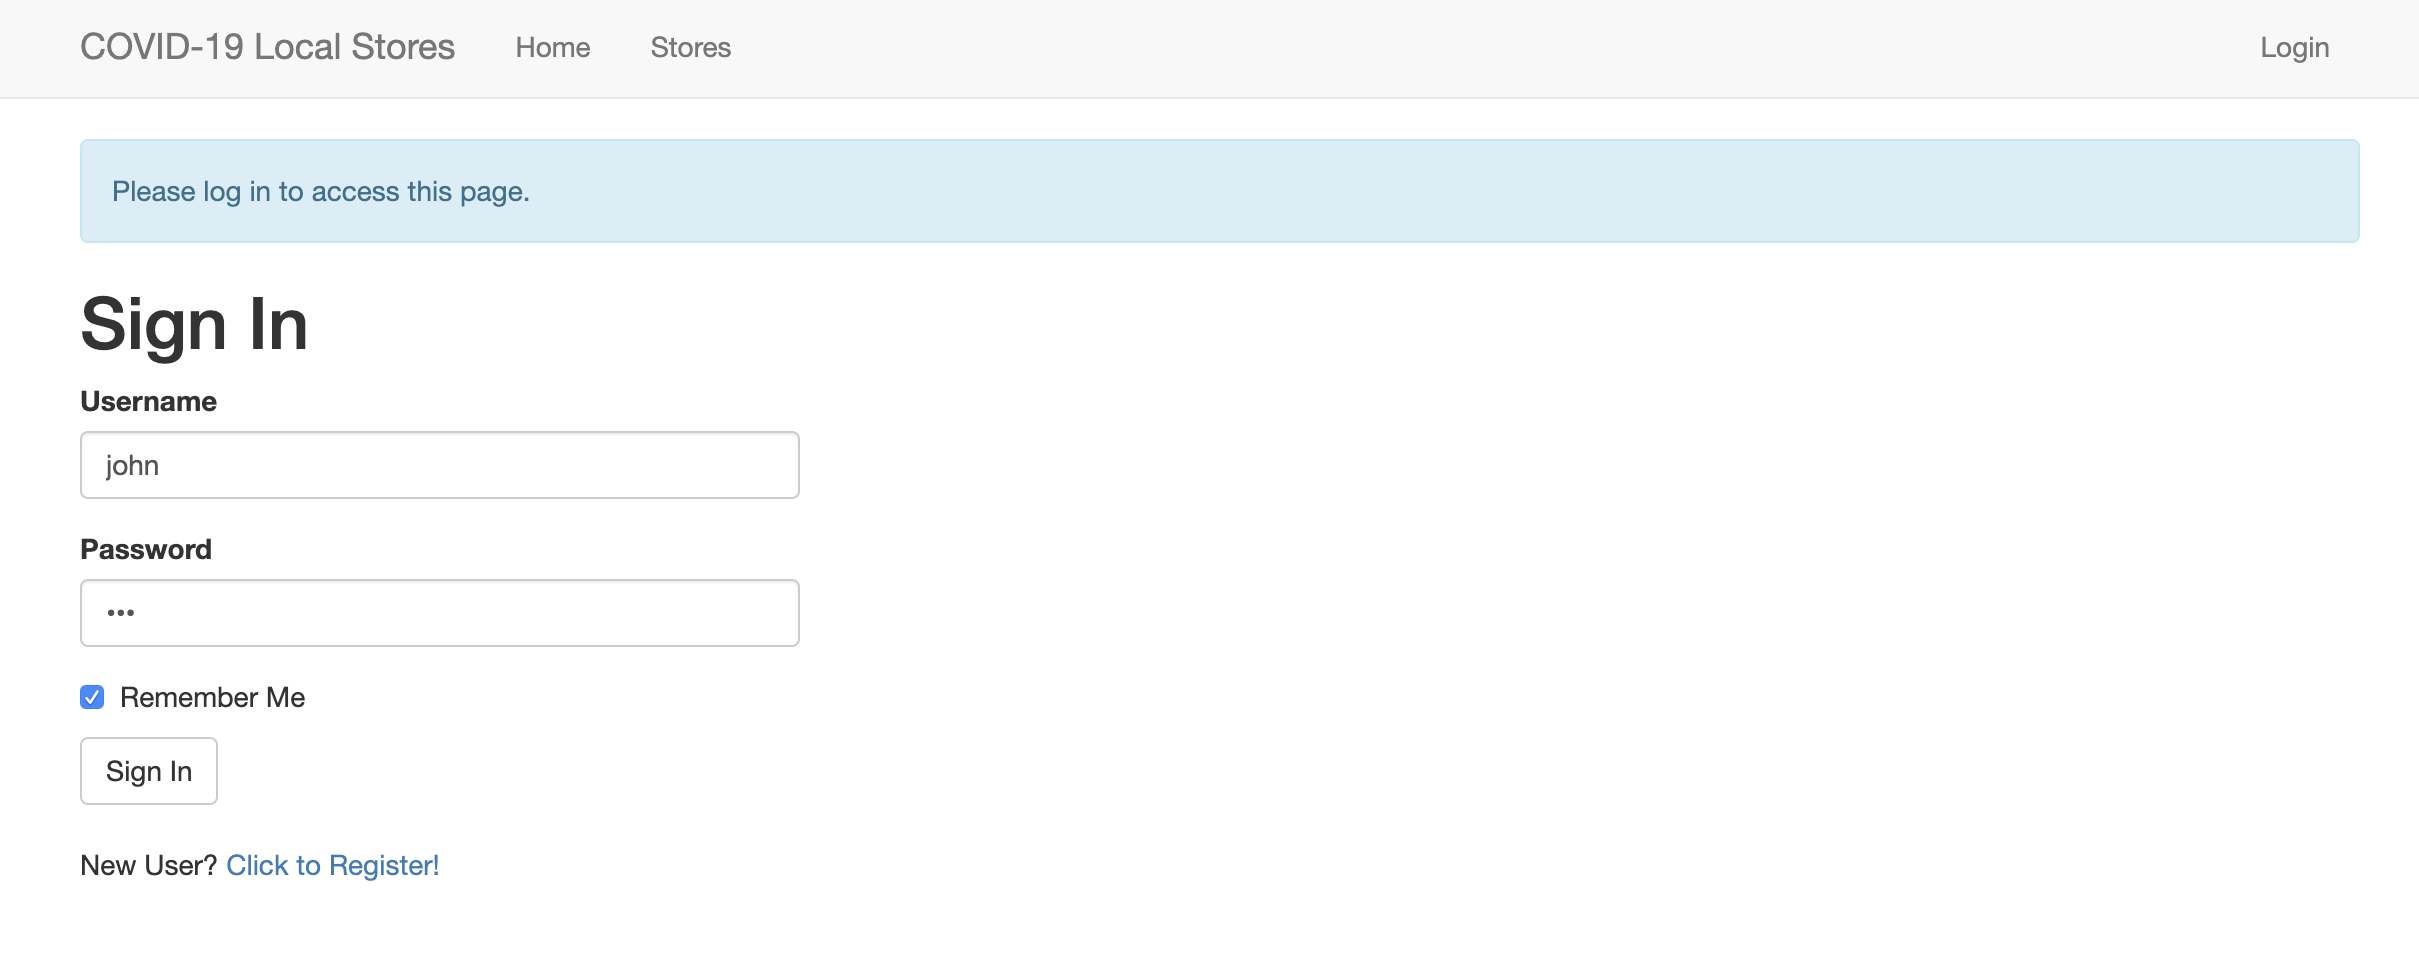 COVID-19 Local Stores Home Stores Login
Please log in to access this page.
Sign In
Username
john
Password
•••
Remember Me
Sign In
New User? Click to Register!